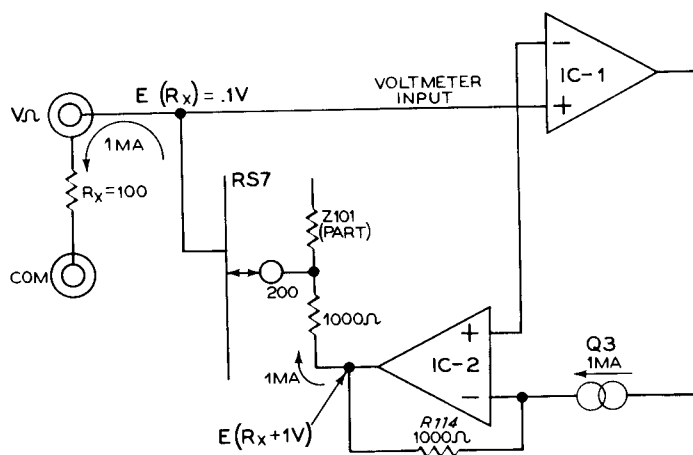 E (Rx) = .1V
VΩ
1MA
Rx = 100
COM
VOLTMETER
INPUT
−
+
IC-1
RS7
Z101
(PART)
200
1000Ω
1MA
E(Rx+1V)
+
−
IC-2
R114
1000Ω
Q3
1MA